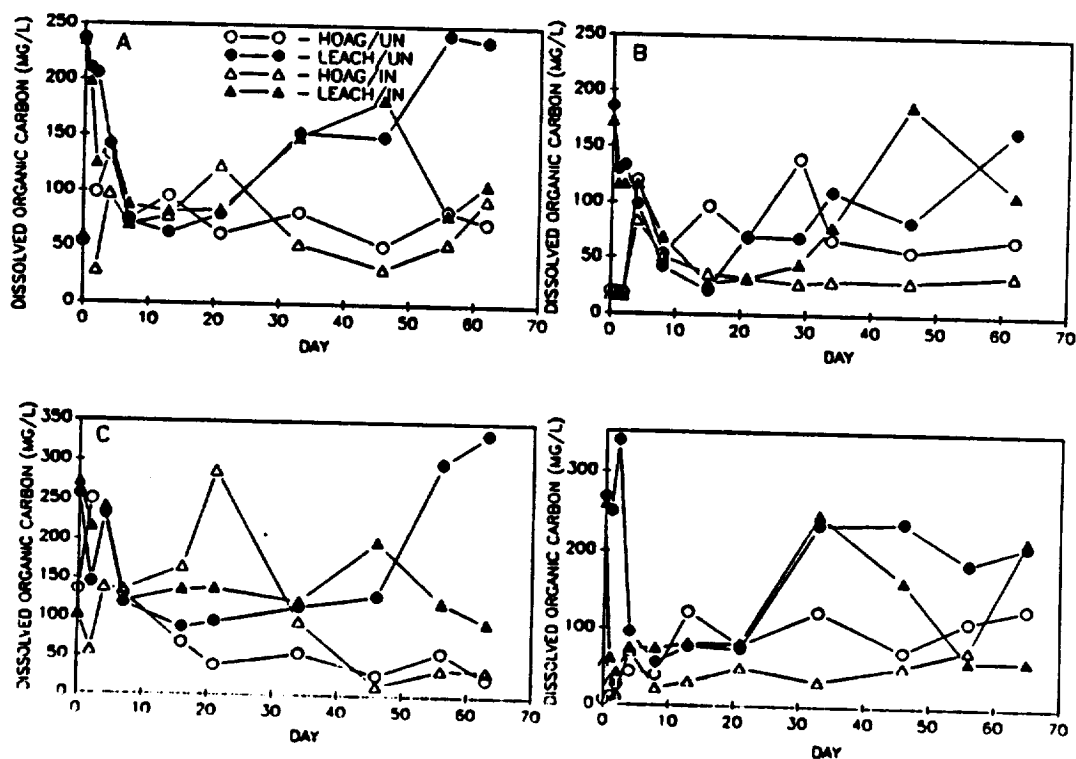 A
○—○ – HOAG/UN
●—● – LEACH/UN
△—△ – HOAG/IN
▲—▲ – LEACH/IN
DISSOLVED ORGANIC CARBON (MG/L)
250
200
150
100
50
0
0 10 20 30 40 50 60 70
DAY
B
DISSOLVED ORGANIC CARBON (MG/L)
250
200
150
100
50
0
0 10 20 30 40 50 60 70
DAY
C
DISSOLVED ORGANIC CARBON (MG/L)
350
300
250
200
150
100
50
0
0 10 20 30 40 50 60 70
DISSOLVED ORGANIC CARBON (MG/L)
300
200
100
0
0 10 20 30 40 50 60 70
DAY